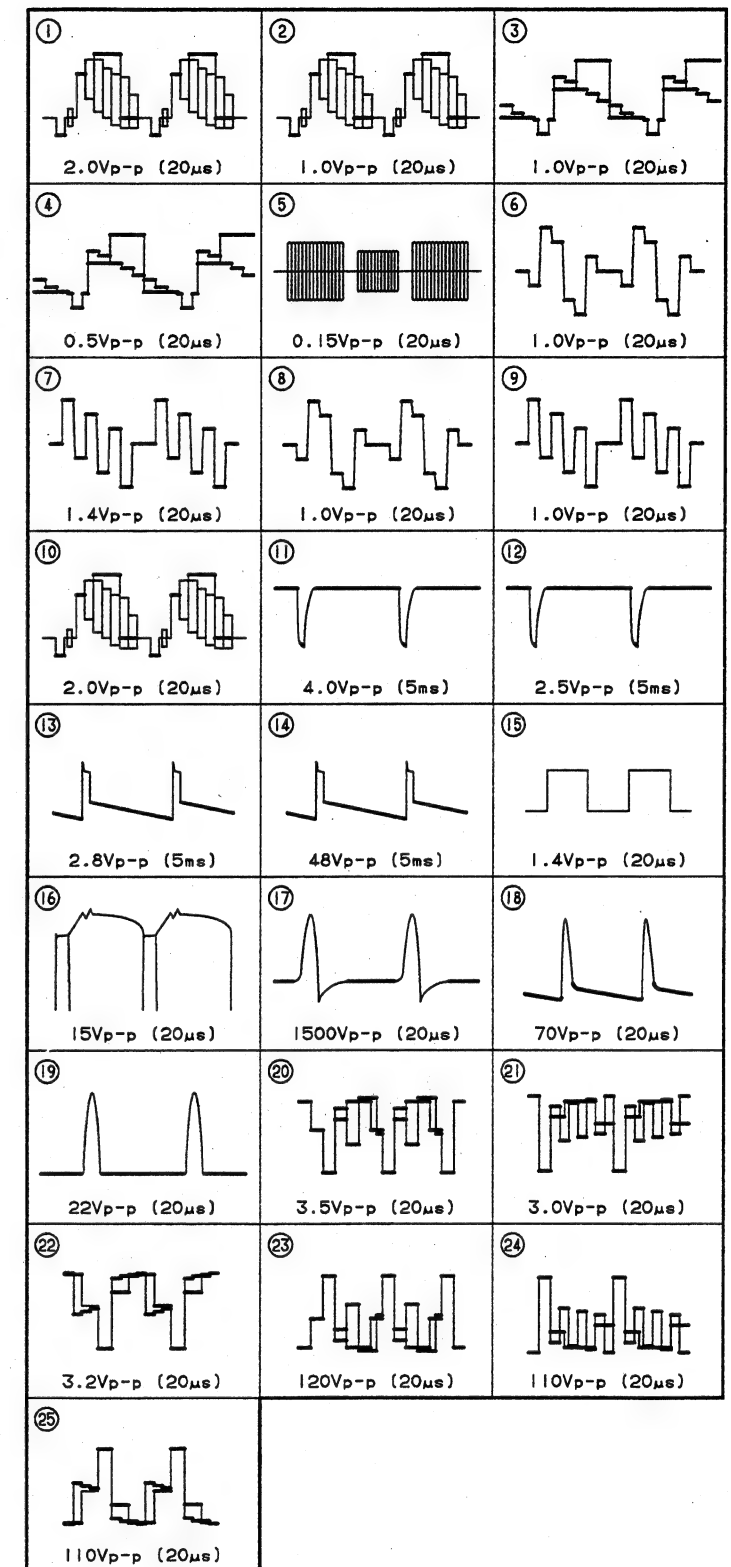 ① ② ③
2.0Vp-p (20µs) 1.0Vp-p (20µs) 1.0Vp-p (20µs)
④ ⑤ ⑥
0.5Vp-p (20µs) 0.15Vp-p (20µs) 1.0Vp-p (20µs)
⑦ ⑧ ⑨
1.4Vp-p (20µs) 1.0Vp-p (20µs) 1.0Vp-p (20µs)
⑩ ⑪ ⑫
2.0Vp-p (20µs) 4.0Vp-p (5ms) 2.5Vp-p (5ms)
⑬ ⑭ ⑮
2.8Vp-p (5ms) 48Vp-p (5ms) 1.4Vp-p (20µs)
⑯ ⑰ ⑱
15Vp-p (20µs) 1500Vp-p (20µs) 70Vp-p (20µs)
⑲ ⑳ ㉑
22Vp-p (20µs) 3.5Vp-p (20µs) 3.0Vp-p (20µs)
㉒ ㉓ ㉔
3.2Vp-p (20µs) 120Vp-p (20µs) 110Vp-p (20µs)
㉕
110Vp-p (20µs)